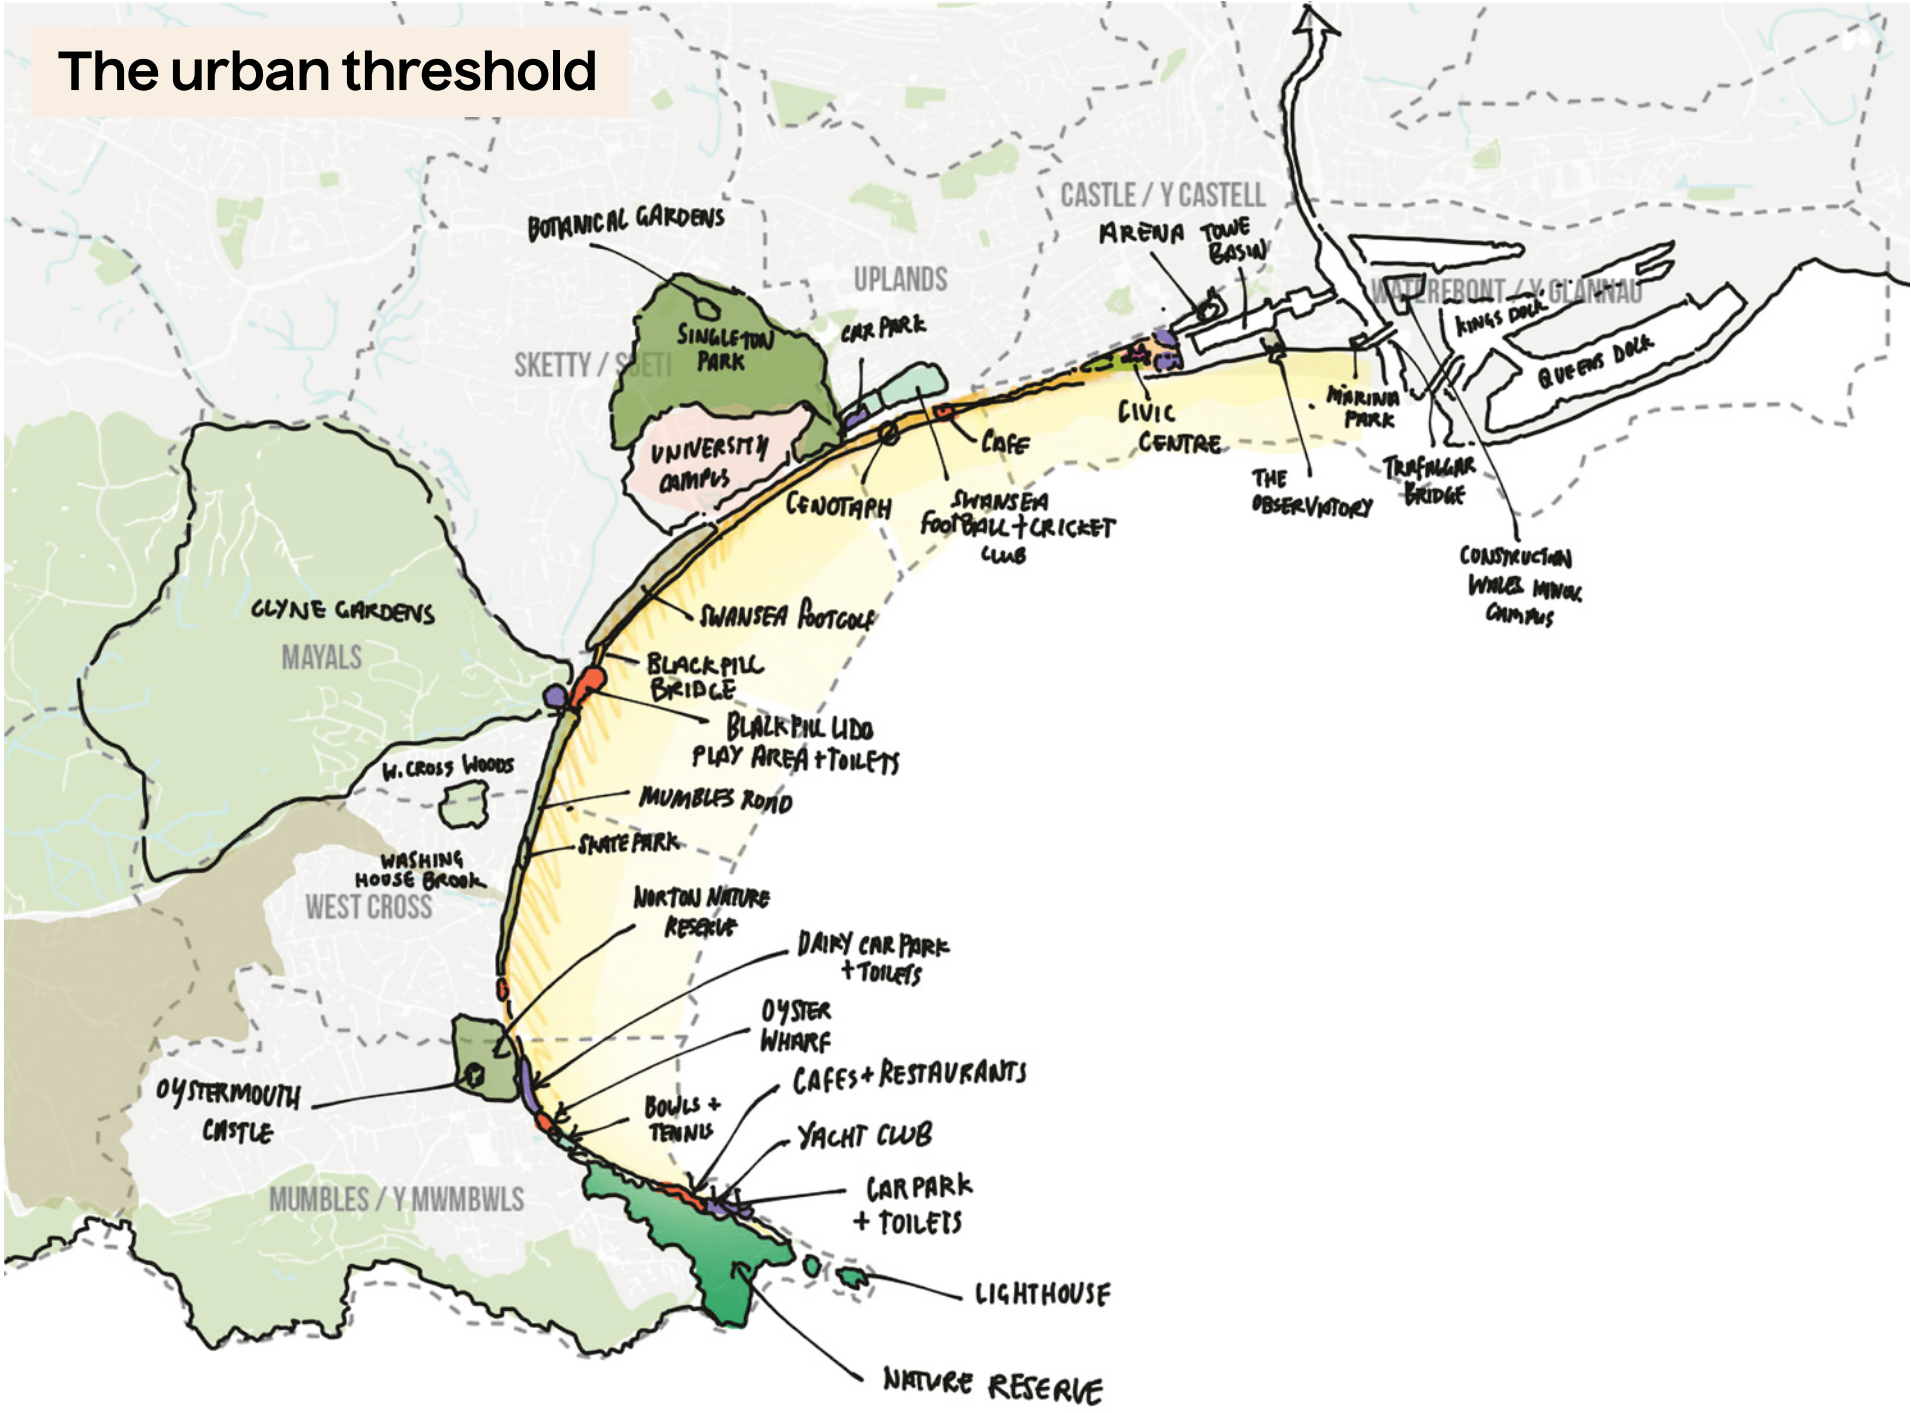 The urban threshold
CASTLE / Y CASTELL
BOTANICAL GARDENS
ARENA
TOWE
BASIN
UPLANDS
WATERFRONT / Y GLANNAU
KINGS DOCK
SINGLETON
PARK
CAR PARK
SKETTY / SGETI
QUEENS DOCK
MARINA
PARK
CIVIC
CENTRE
CAFE
UNIVERSITY
CAMPUS
CENOTAPH
SWANSEA
FOOTBALL + CRICKET
CLUB
THE
OBSERVATORY
TRAFALGAR
BRIDGE
CONSTRUCTION
WALES INNOV.
CAMPUS
CLYNE GARDENS
MAYALS
SWANSEA FOOTGOLF
BLACKPILL
BRIDGE
BLACKPILL LIDO
PLAY AREA + TOILETS
W. CROSS WOODS
MUMBLES ROAD
SKATEPARK
WASHING
HOUSE BROOK
WEST CROSS
NORTON NATURE
RESERVE
DAIRY CAR PARK
+ TOILETS
OYSTER
WHARF
CAFES + RESTAURANTS
OYSTERMOUTH
CASTLE
BOWLS +
TENNIS
YACHT CLUB
MUMBLES / Y MWMBWLS
CAR PARK
+ TOILETS
LIGHTHOUSE
NATURE RESERVE